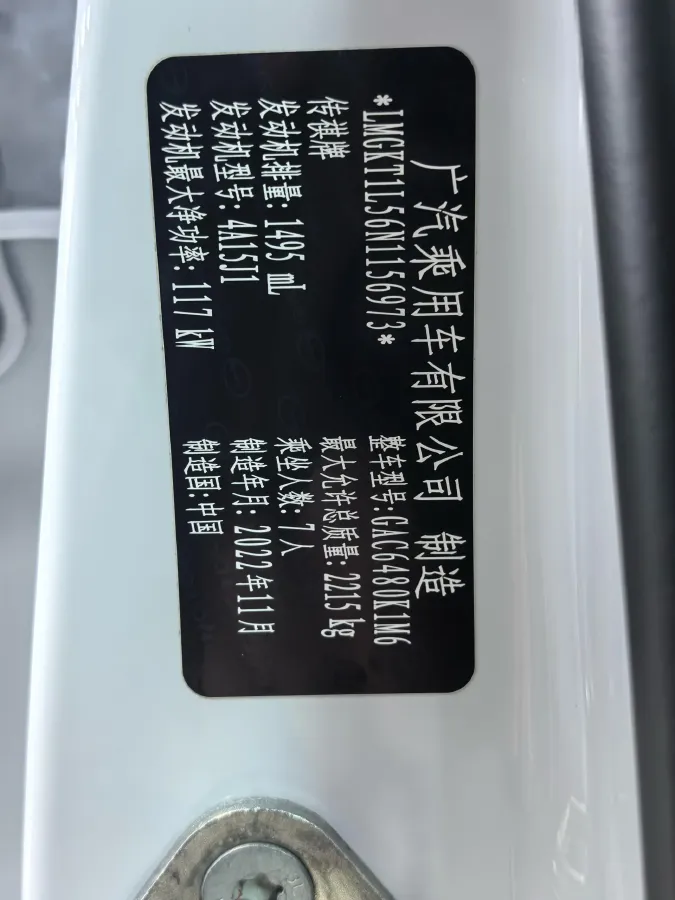 广汽乘用车有限公司 制造
*LMGKT1L56N1156973* 整车型号:GAC6480K1M6
传祺牌 最大允许总质量:2215kg
发动机排量:1495 mL 乘坐人数:7人
发动机型号:4A15J1 制造年月:2022年11月
发动机最大净功率:117 kW 制造国:中国